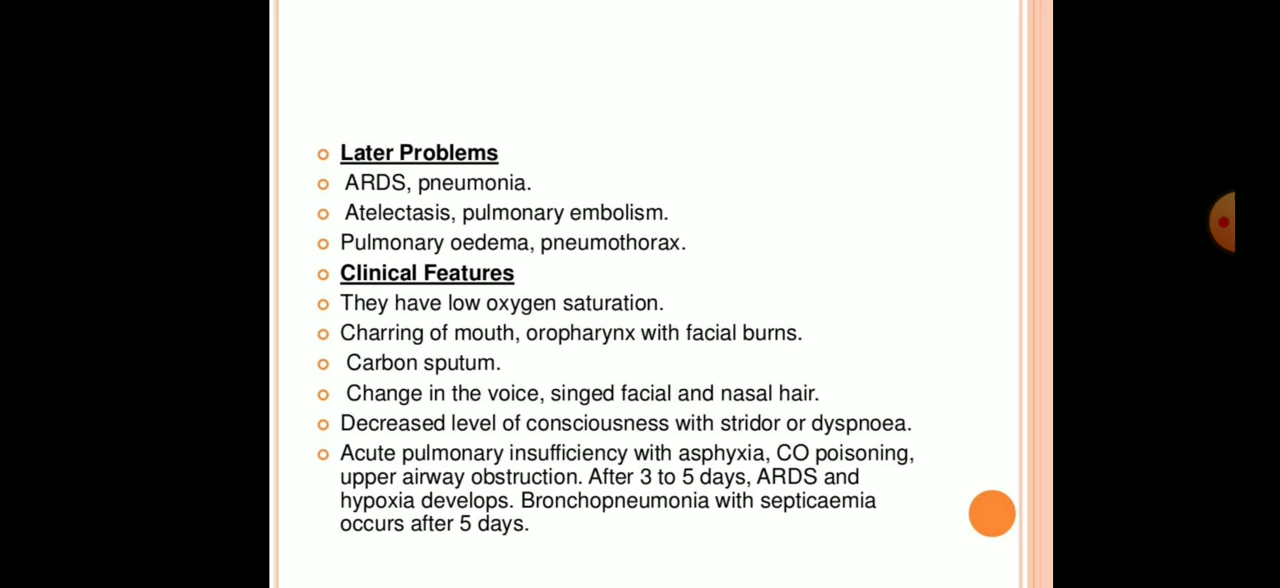 Later Problems
ARDS, pneumonia.
Atelectasis, pulmonary embolism.
Pulmonary oedema, pneumothorax.
Clinical Features
They have low oxygen saturation.
Charring of mouth, oropharynx with facial burns.
Carbon sputum.
Change in the voice, singed facial and nasal hair.
Decreased level of consciousness with stridor or dyspnoea.
Acute pulmonary insufficiency with asphyxia, CO poisoning,
upper airway obstruction. After 3 to 5 days, ARDS and
hypoxia develops. Bronchopneumonia with septicaemia
occurs after 5 days.